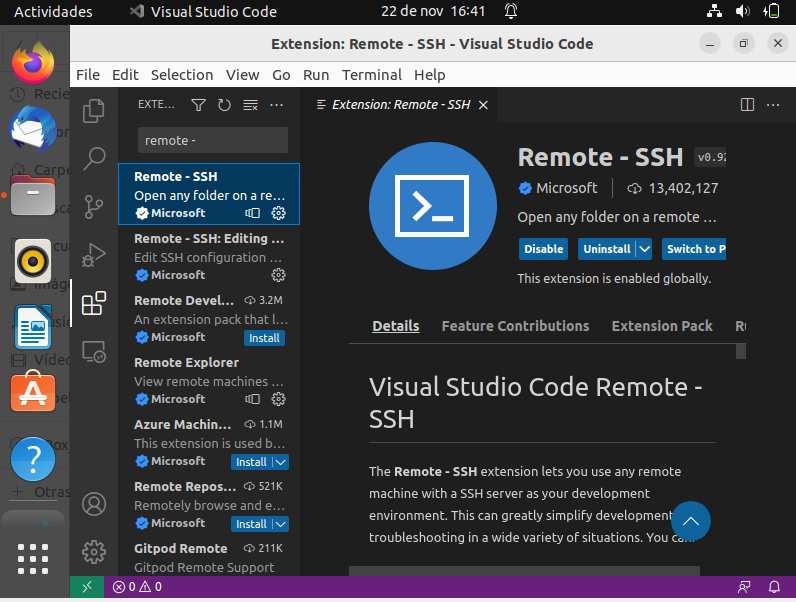 Actividades
Visual Studio Code
22 de nov 16:41
Extension: Remote - SSH - Visual Studio Code
File Edit Selection View Go Run Terminal Help
EXTE...
Extension: Remote - SSH
remote -
Remote - SSH
Open any folder on a re...
Microsoft
Remote - SSH: Editing ...
Edit SSH configuration ...
Microsoft
Remote Devel... 3.2M
An extension pack that l...
Microsoft Install
Remote Explorer
View remote machines ...
Microsoft
Azure Machin... 1.1M
This extension is used b...
Microsoft Install
Remote Repos... 521K
Remotely browse and e...
Microsoft Install
Gitpod Remote 211K
Gitpod Remote Support
Remote - SSH v0.92
Microsoft 13,402,127
Open any folder on a remote ...
Disable Uninstall Switch to P
This extension is enabled globally.
Details Feature Contributions Extension Pack Ru
Visual Studio Code Remote -
SSH
The Remote - SSH extension lets you use any remote
machine with a SSH server as your development
environment. This can greatly simplify development
troubleshooting in a wide variety of situations. You can
Recie
Carpe
Vídeo
Otras
0 0